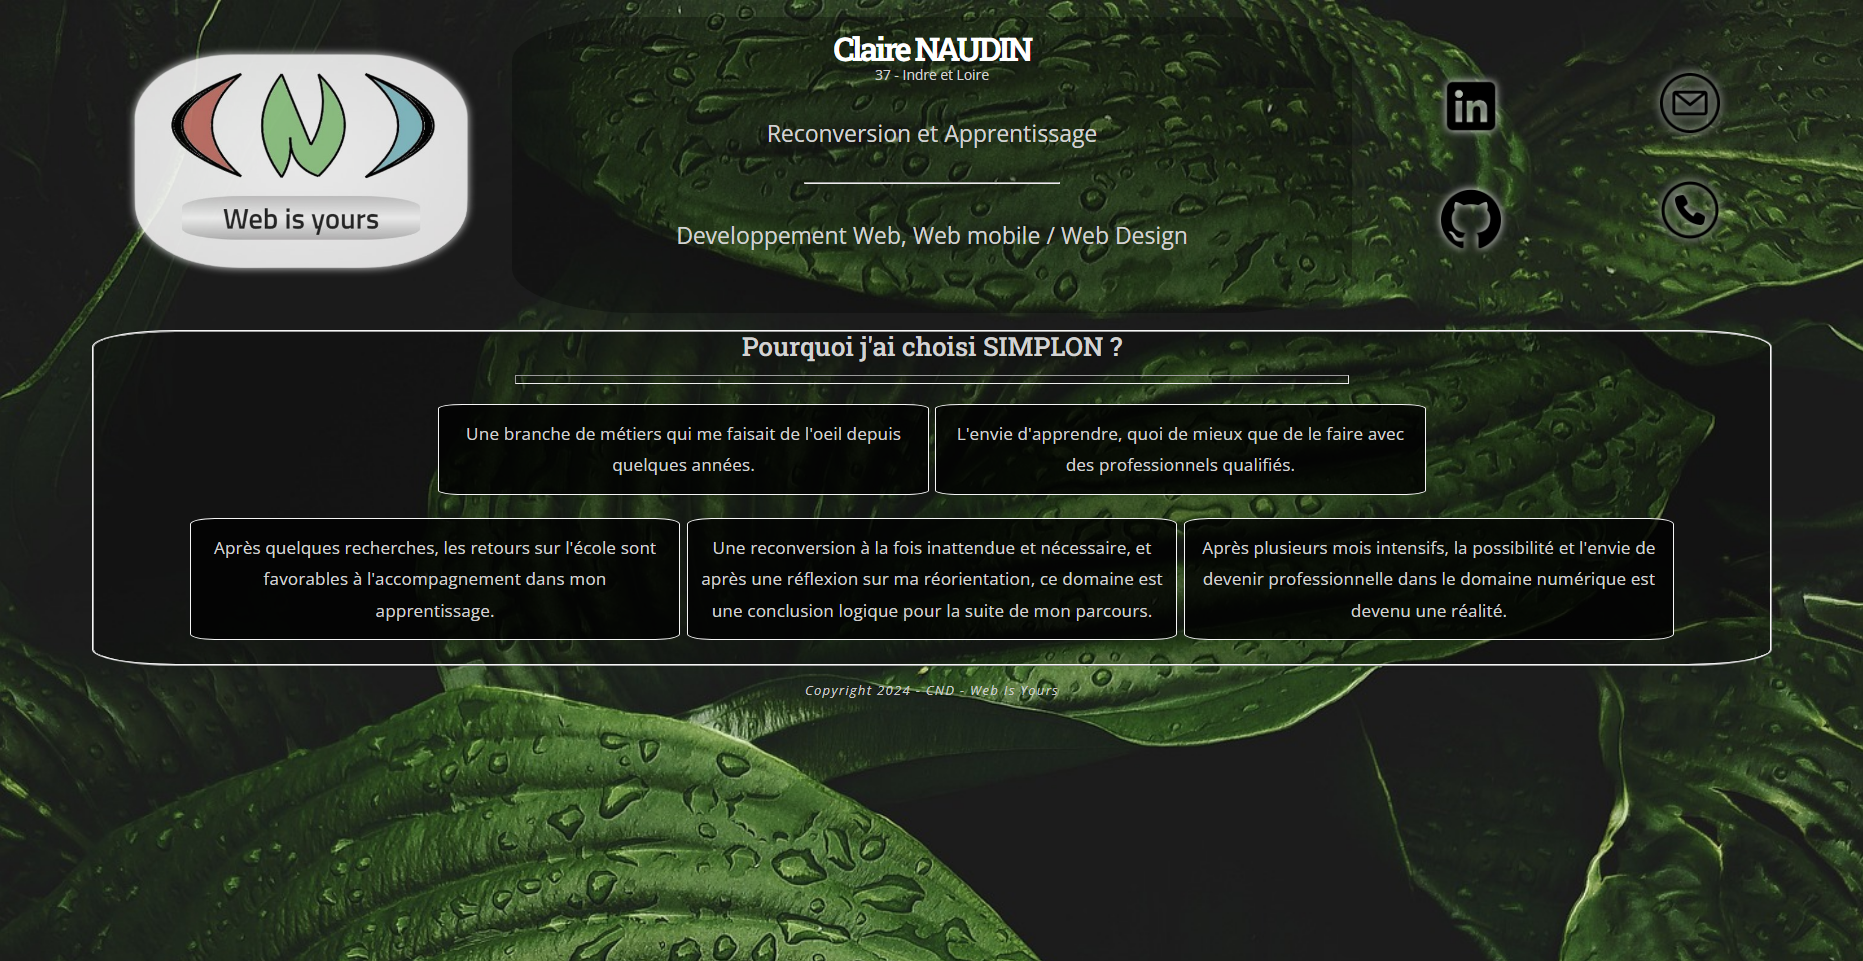 Claire NAUDIN
37 - Indre et Loire
Reconversion et Apprentissage
Developpement Web, Web mobile / Web Design
CND
Web is yours
in
Pourquoi j'ai choisi SIMPLON ?
Une branche de métiers qui me faisait de l'oeil depuis
quelques années.
L'envie d'apprendre, quoi de mieux que de le faire avec
des professionnels qualifiés.
Après quelques recherches, les retours sur l'école sont
favorables à l'accompagnement dans mon
apprentissage.
Une reconversion à la fois inattendue et nécessaire, et
après une réflexion sur ma réorientation, ce domaine est
une conclusion logique pour la suite de mon parcours.
Après plusieurs mois intensifs, la possibilité et l'envie de
devenir professionnelle dans le domaine numérique est
devenu une réalité.
Copyright 2024 - CND - Web Is Yours